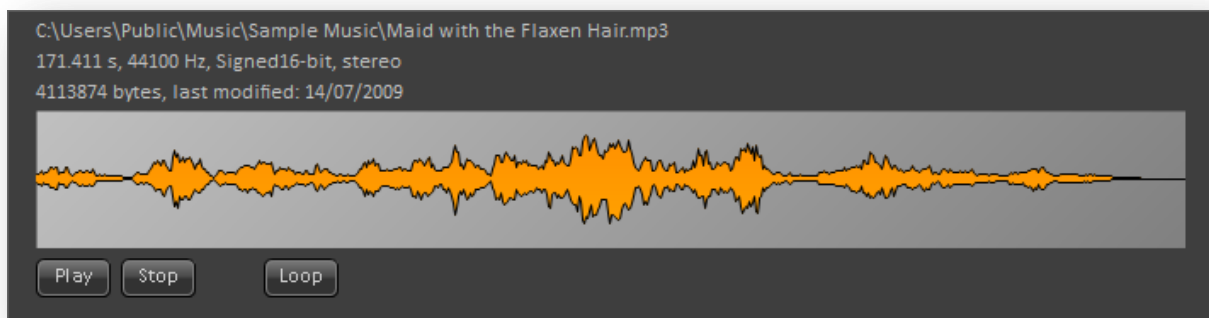 C:\Users\Public\Music\Sample Music\Maid with the Flaxen Hair.mp3
171.411 s, 44100 Hz, Signed16-bit, stereo
4113874 bytes, last modified: 14/07/2009
Play Stop Loop